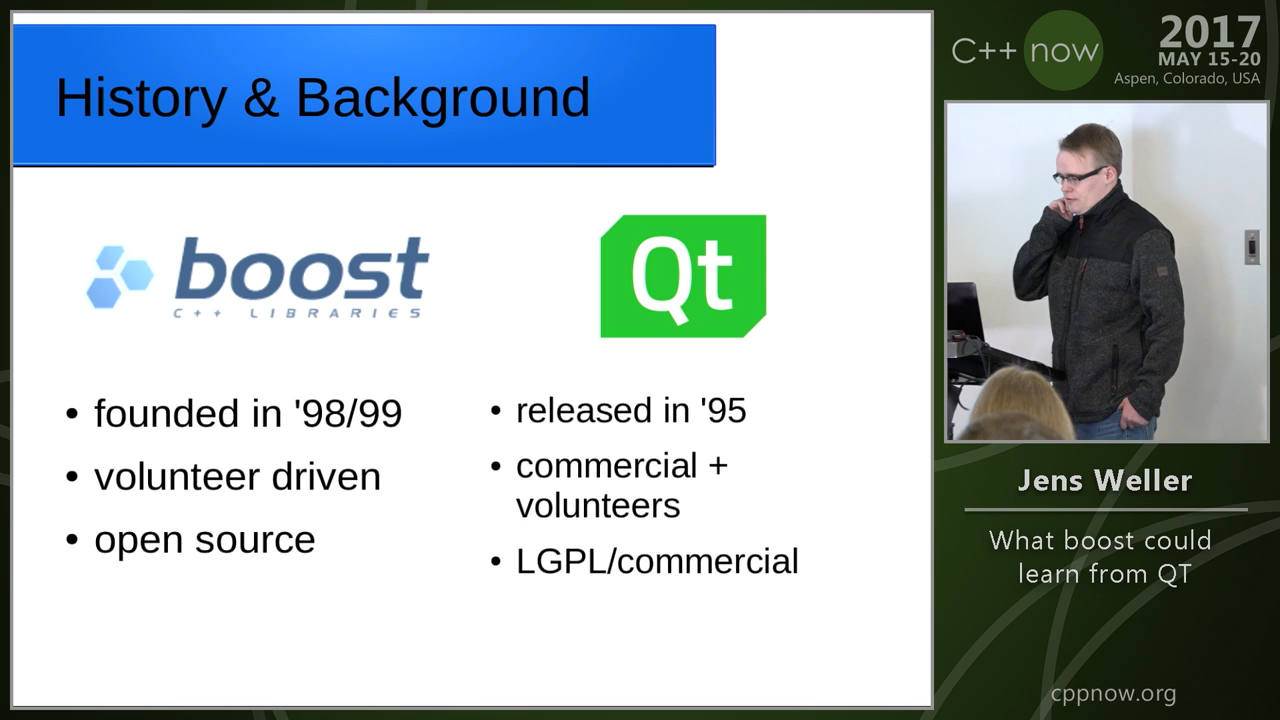 History & Background
boost
C++ LIBRARIES
Qt
• founded in '98/99
• volunteer driven
• open source
• released in '95
• commercial +
volunteers
• LGPL/commercial
C++ now
2017
MAY 15-20
Aspen, Colorado, USA
Jens Weller
What boost could
learn from QT
cppnow.org